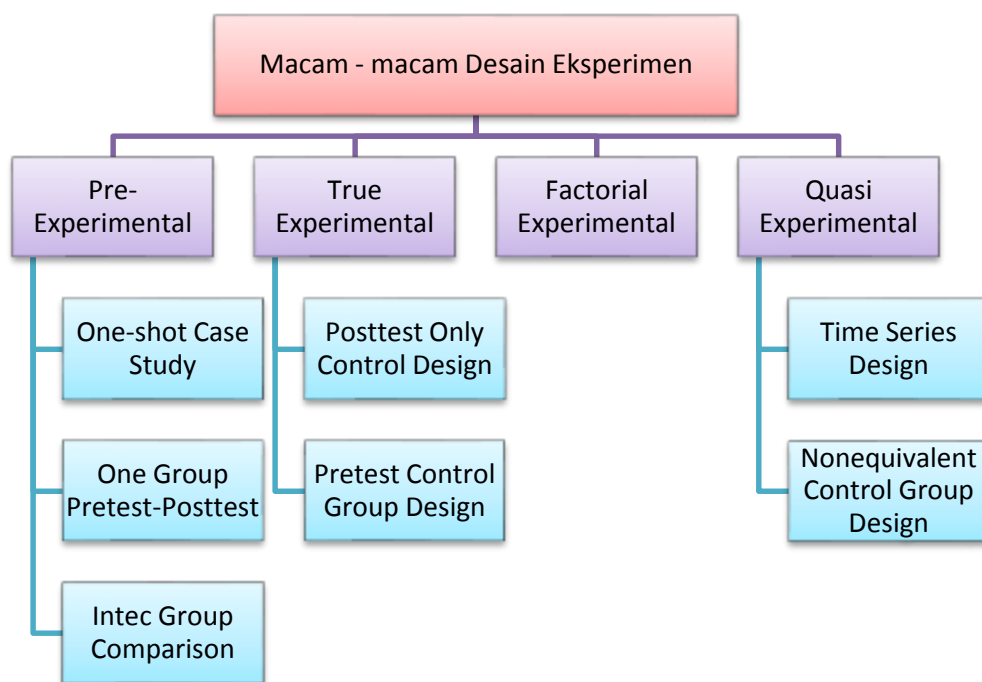 Macam - macam Desain Eksperimen
Pre-
Experimental
True
Experimental
Factorial
Experimental
Quasi
Experimental
One-shot Case
Study
One Group
Pretest-Posttest
Intec Group
Comparison
Posttest Only
Control Design
Pretest Control
Group Design
Time Series
Design
Nonequivalent
Control Group
Design